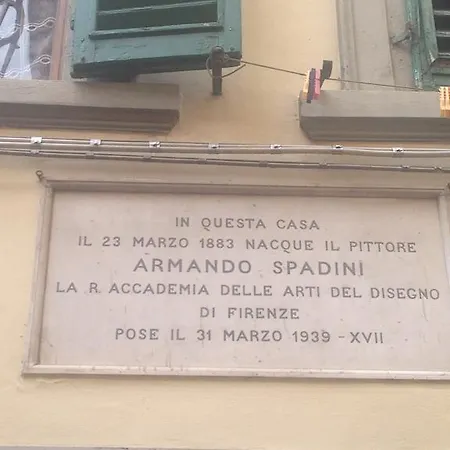 IN QUESTA CASA
IL 23 MARZO 1883 NACQUE IL PITTORE
ARMANDO SPADINI
LA R. ACCADEMIA DELLE ARTI DEL DISEGNO
DI FIRENZE
POSE IL 31 MARZO 1939 - XVII